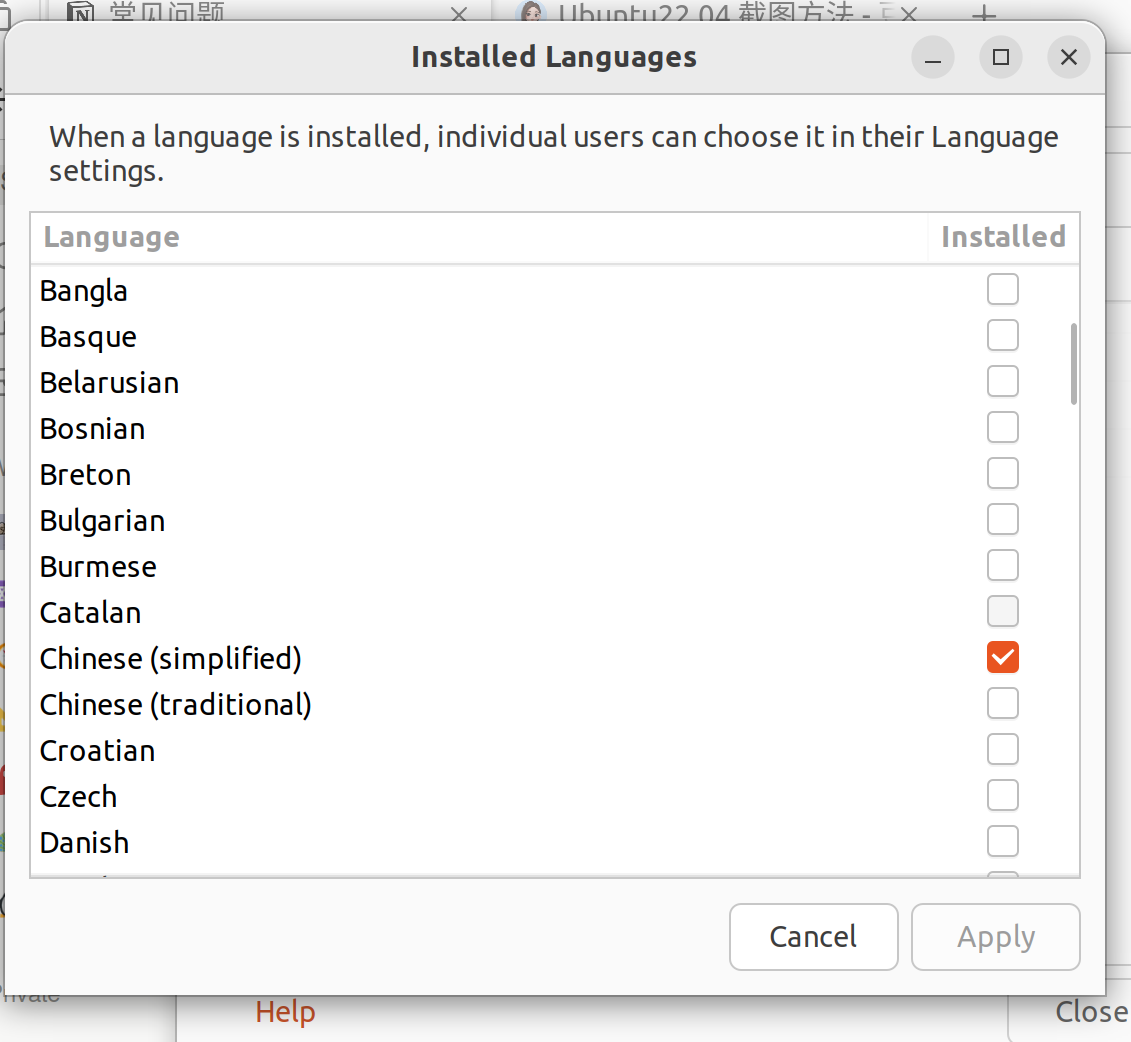 常见问题
Ubuntu22.04 截图方法 -
Installed Languages
When a language is installed, individual users can choose it in their Language
settings.
Language Installed
Bangla
Basque
Belarusian
Bosnian
Breton
Bulgarian
Burmese
Catalan
Chinese (simplified)
Chinese (traditional)
Croatian
Czech
Danish
Cancel Apply
Help Close